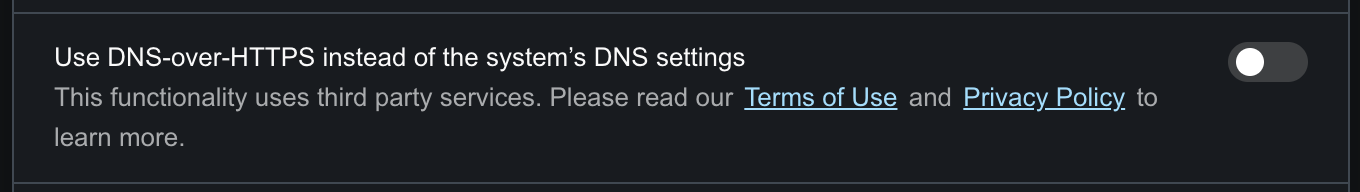 Use DNS-over-HTTPS instead of the system’s DNS settings
This functionality uses third party services. Please read our Terms of Use and Privacy Policy to
learn more.